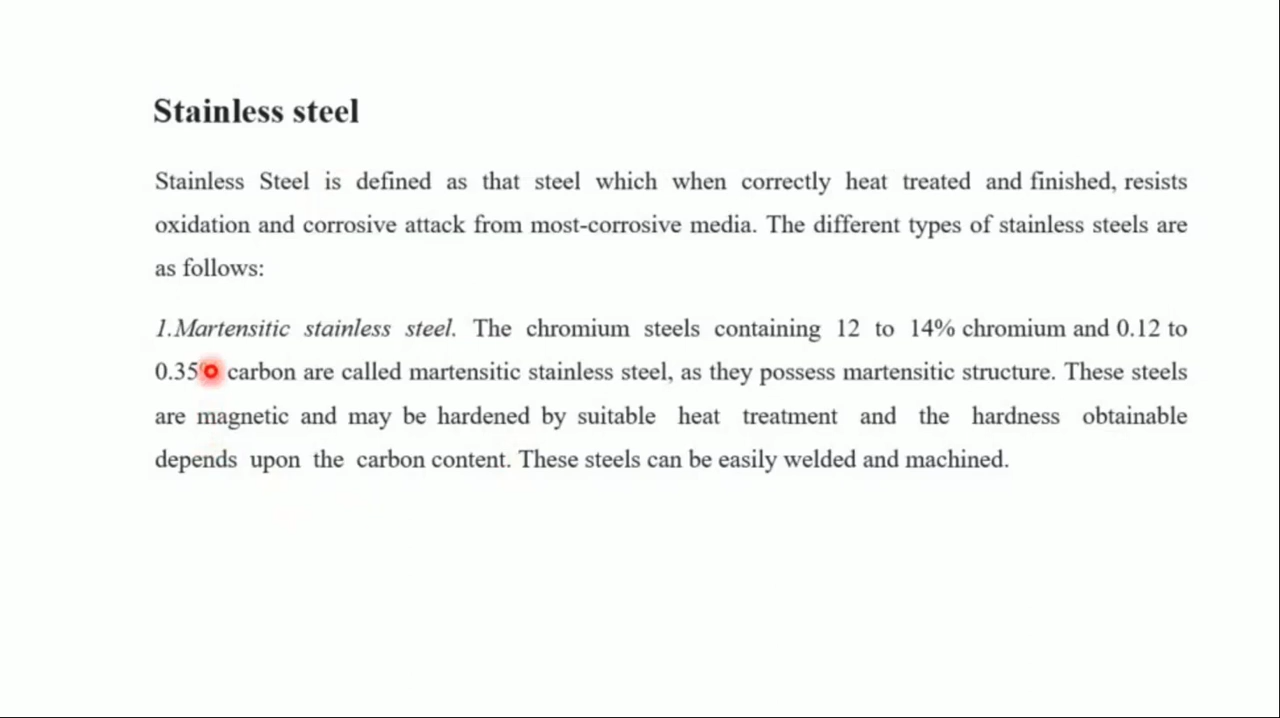 Stainless steel
Stainless Steel is defined as that steel which when correctly heat treated and finished, resists
oxidation and corrosive attack from most-corrosive media. The different types of stainless steels are
as follows:
1.Martensitic stainless steel. The chromium steels containing 12 to 14% chromium and 0.12 to
0.35% carbon are called martensitic stainless steel, as they possess martensitic structure. These steels
are magnetic and may be hardened by suitable heat treatment and the hardness obtainable
depends upon the carbon content. These steels can be easily welded and machined.